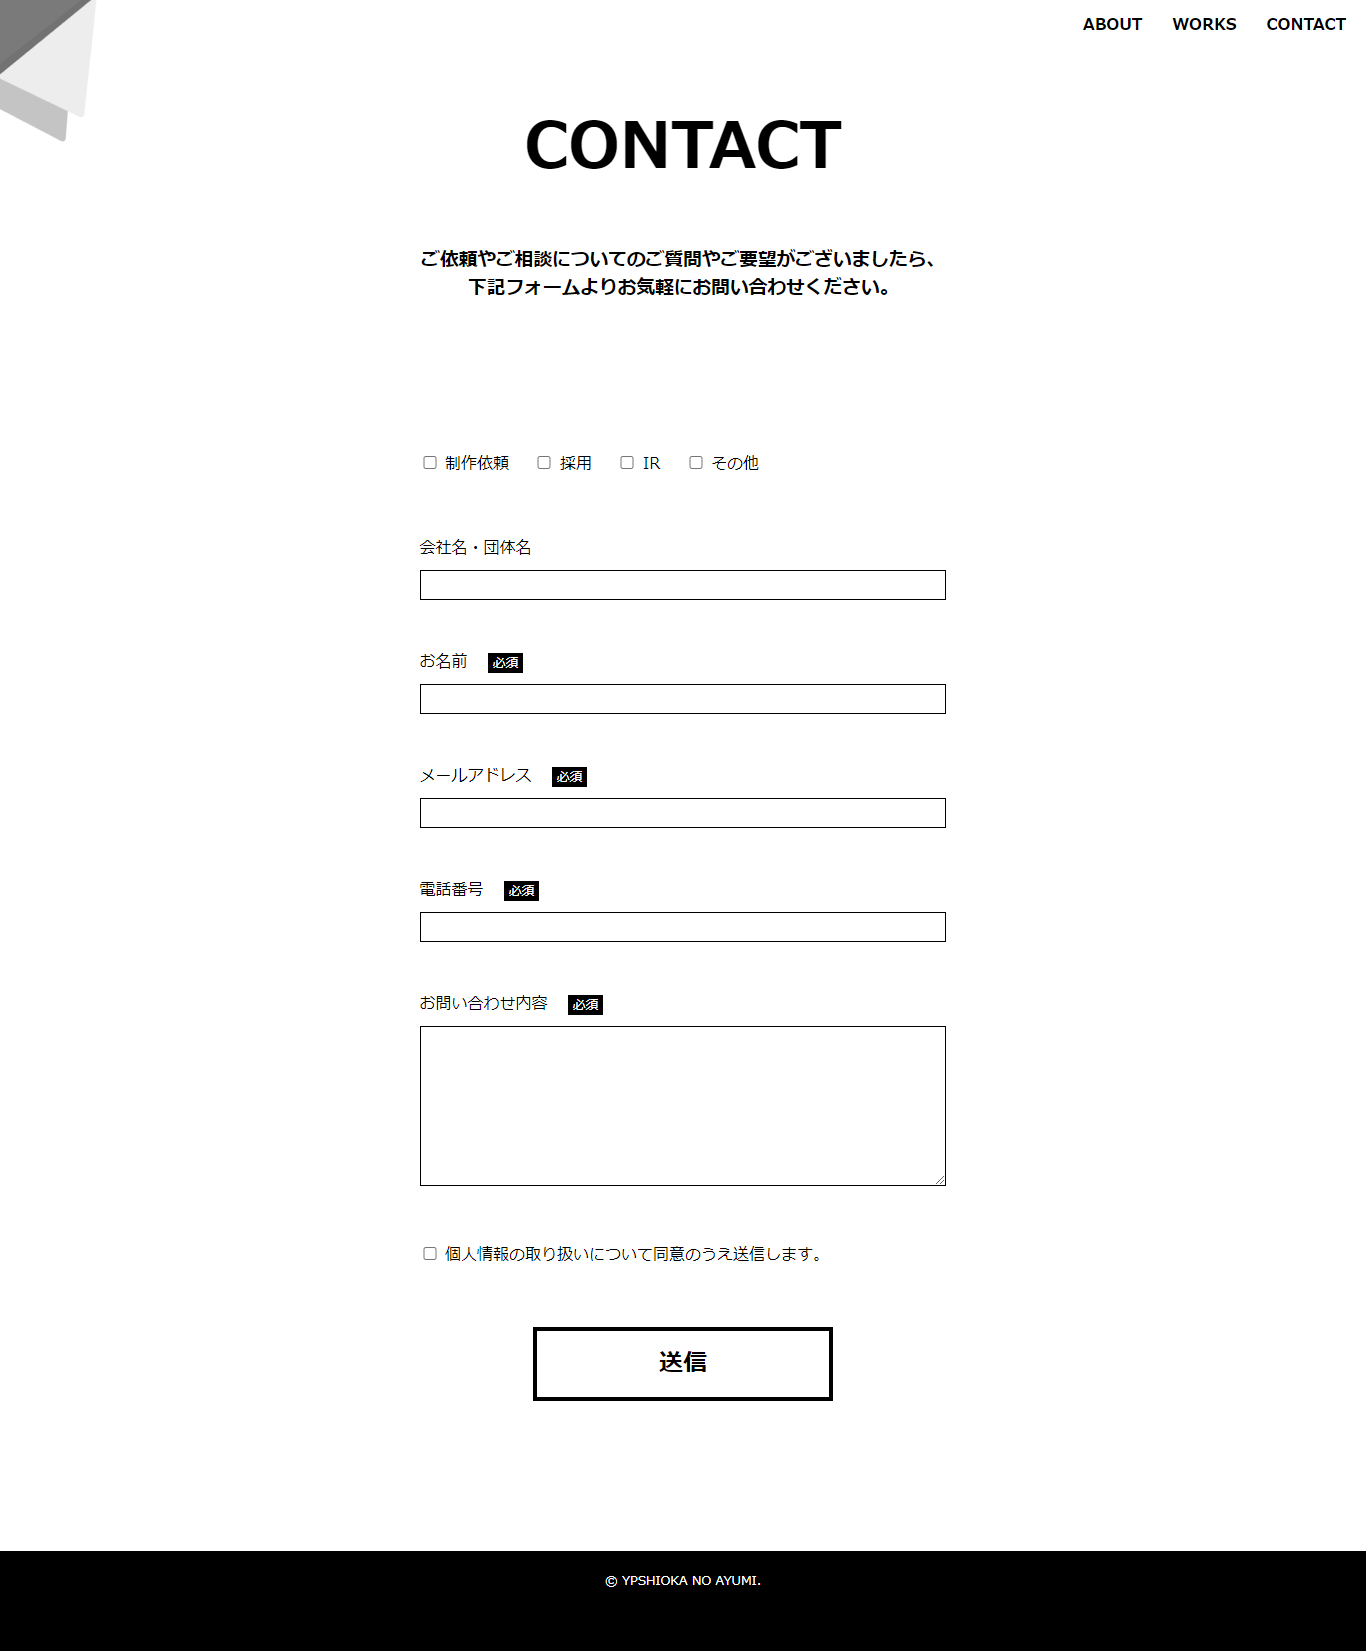 ABOUT WORKS CONTACT
CONTACT
ご依頼やご相談についてのご質問やご要望がございましたら、
下記フォームよりお気軽にお問い合わせください。
制作依頼 採用 IR その他
会社名・団体名
お名前 必須
メールアドレス 必須
電話番号 必須
お問い合わせ内容 必須
個人情報の取り扱いについて同意のうえ送信します。
送信
© YPSHIOKA NO AYUMI.